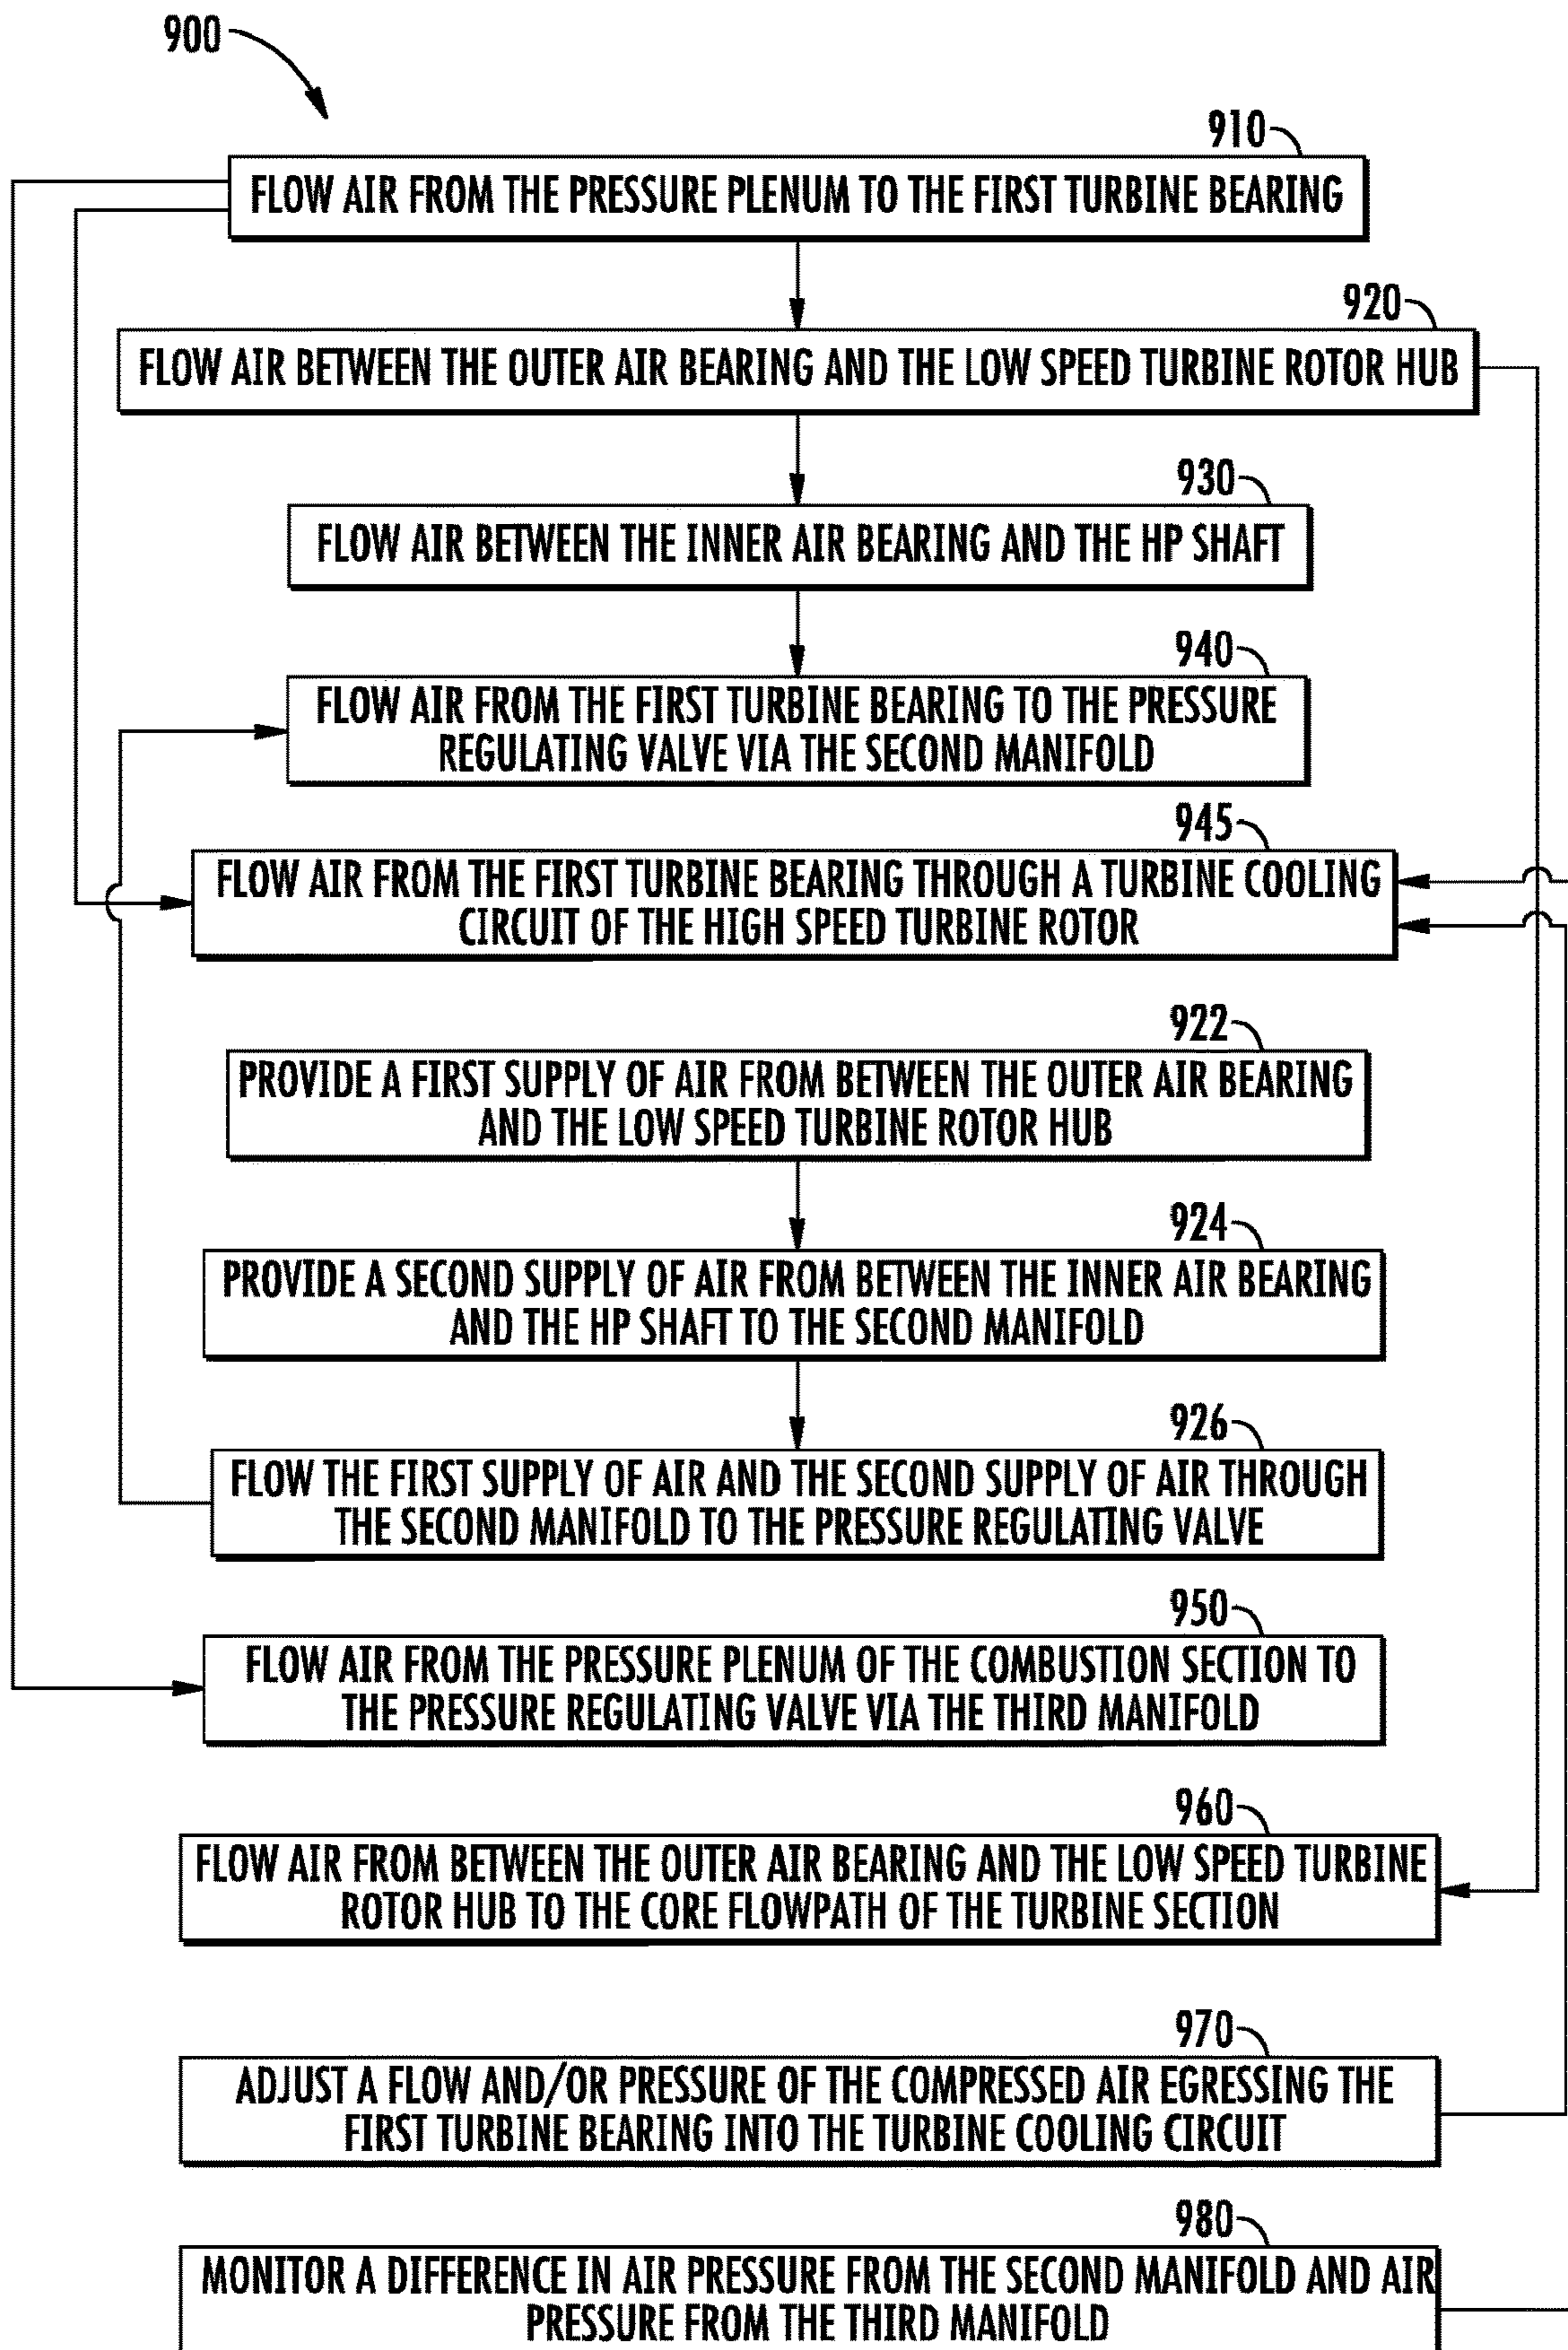 900
910
FLOW AIR FROM THE PRESSURE PLENUM TO THE FIRST TURBINE BEARING
920
FLOW AIR BETWEEN THE OUTER AIR BEARING AND THE LOW SPEED TURBINE ROTOR HUB
930
FLOW AIR BETWEEN THE INNER AIR BEARING AND THE HP SHAFT
940
FLOW AIR FROM THE FIRST TURBINE BEARING TO THE PRESSURE
REGULATING VALVE VIA THE SECOND MANIFOLD
945
FLOW AIR FROM THE FIRST TURBINE BEARING THROUGH A TURBINE COOLING
CIRCUIT OF THE HIGH SPEED TURBINE ROTOR
922
PROVIDE A FIRST SUPPLY OF AIR FROM BETWEEN THE OUTER AIR BEARING
AND THE LOW SPEED TURBINE ROTOR HUB
924
PROVIDE A SECOND SUPPLY OF AIR FROM BETWEEN THE INNER AIR BEARING
AND THE HP SHAFT TO THE SECOND MANIFOLD
926
FLOW THE FIRST SUPPLY OF AIR AND THE SECOND SUPPLY OF AIR THROUGH
THE SECOND MANIFOLD TO THE PRESSURE REGULATING VALVE
950
FLOW AIR FROM THE PRESSURE PLENUM OF THE COMBUSTION SECTION TO
THE PRESSURE REGULATING VALVE VIA THE THIRD MANIFOLD
960
FLOW AIR FROM BETWEEN THE OUTER AIR BEARING AND THE LOW SPEED TURBINE
ROTOR HUB TO THE CORE FLOWPATH OF THE TURBINE SECTION
970
ADJUST A FLOW AND/OR PRESSURE OF THE COMPRESSED AIR EGRESSING THE
FIRST TURBINE BEARING INTO THE TURBINE COOLING CIRCUIT
980
MONITOR A DIFFERENCE IN AIR PRESSURE FROM THE SECOND MANIFOLD AND AIR
PRESSURE FROM THE THIRD MANIFOLD